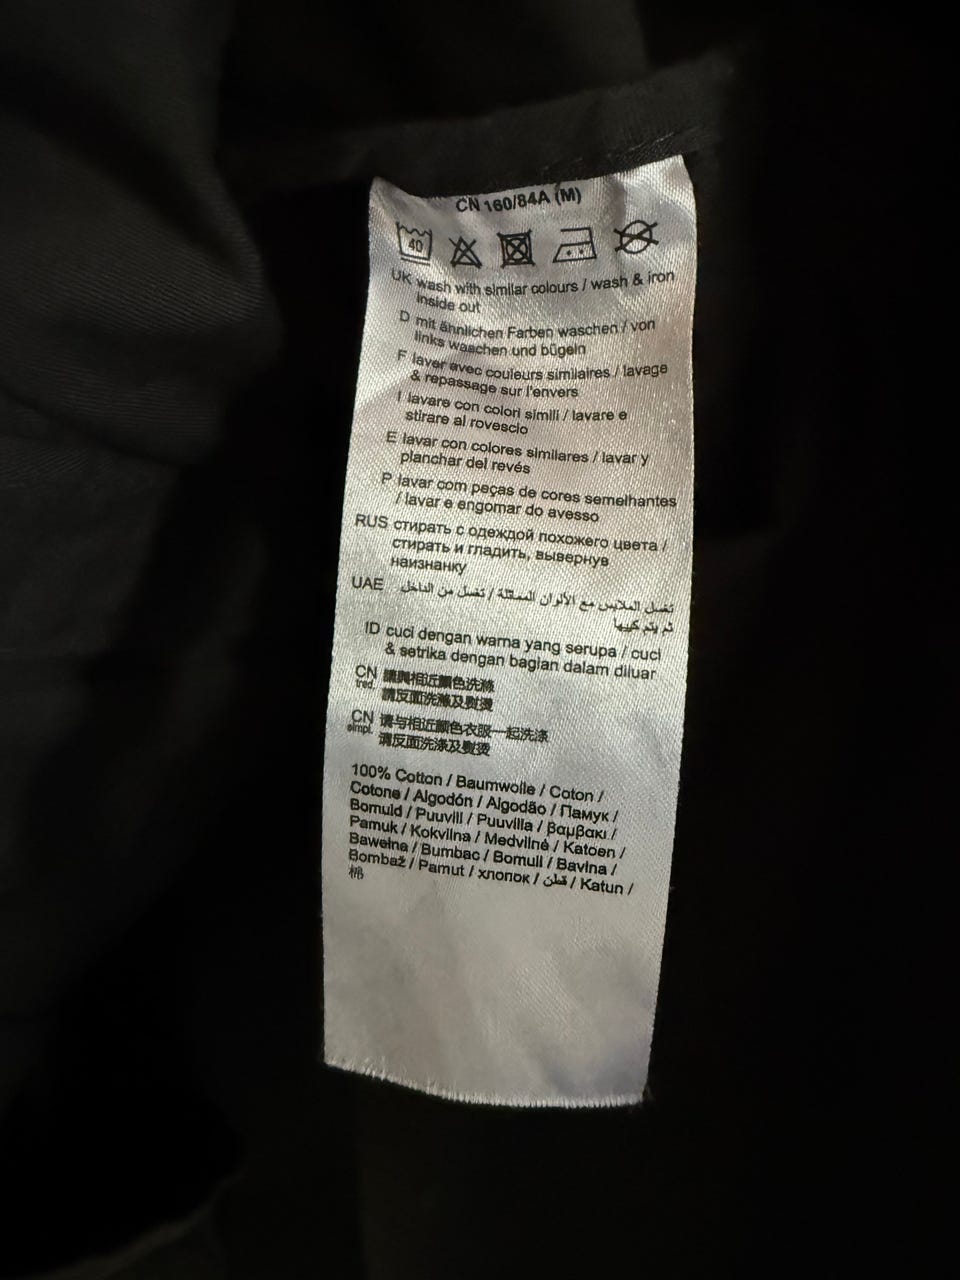 CN 160/84A (M)
40
UK wash with similar colours / wash & iron
inside out
D mit ähnlichen Farben waschen / von
links waschen und bügeln
F laver avec couleurs similaires / lavage
& repassage sur l'envers
I lavare con colori simili / lavare e
stirare al rovescio
E lavar con colores similares / lavar y
planchar del revés
P lavar com peças de cores semelhantes
/ lavar e engomar do avesso
RUS стирать с одеждой похожего цвета /
стирать и гладить, вывернув
наизнанку
UAE تغسل الملابس مع الألوان المماثلة / تغسل من الداخل
ثم يتم كيها
ID cuci dengan warna yang serupa / cuci
& setrika dengan bagian dalam diluar
CN 請與相近顏色洗滌
tred. 請反面洗滌及熨燙
CN 请与相近颜色衣服一起洗涤
simpl. 请反面洗涤及熨烫
100% Cotton / Baumwolle / Coton /
Cotone / Algodón / Algodão / Памук /
Bomuld / Puuvill / Puuvilla / βαμβακι /
Pamuk / Kokvilna / Medvilnė / Katoen /
Bawełna / Bumbac / Bomull / Bavlna /
Bombaž / Pamut / хлопок / قطن / Katun /
棉